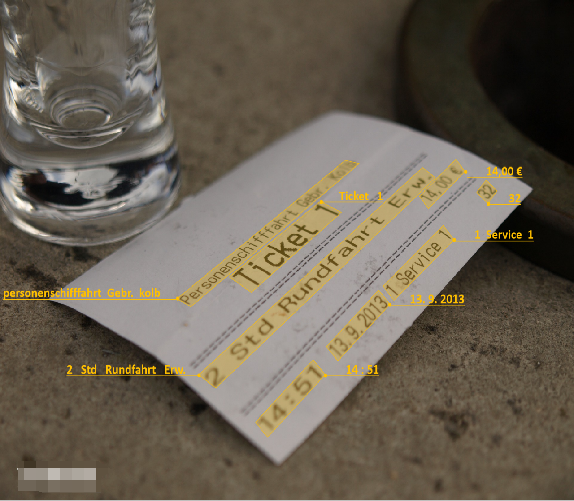 Personenschifffahrt Gebr. Kolb
personenschifffahrt Gebr. kolb
Ticket 1
Ticket 1
2 Std Rundfahrt Erw. 14.00 €
2 Std Rundfahrt Erw.
14.00 €
13.9.2013 1 Service 1 32
13. 9. 2013
1 Service 1
32
14:51
14:51